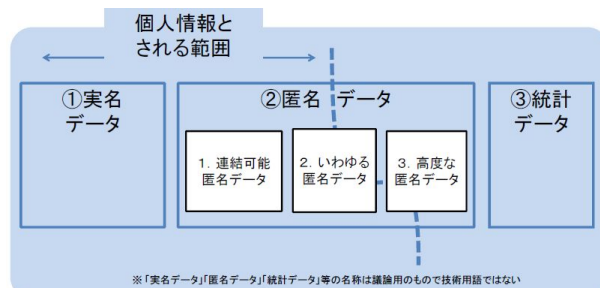 個人情報と
される範囲
①実名
データ
②匿名 データ
③統計
データ
1. 連結可能
匿名データ
2. いわゆる
匿名データ
3. 高度な
匿名データ
※「実名データ」「匿名データ」「統計データ」等の名称は議論用のもので技術用語ではない